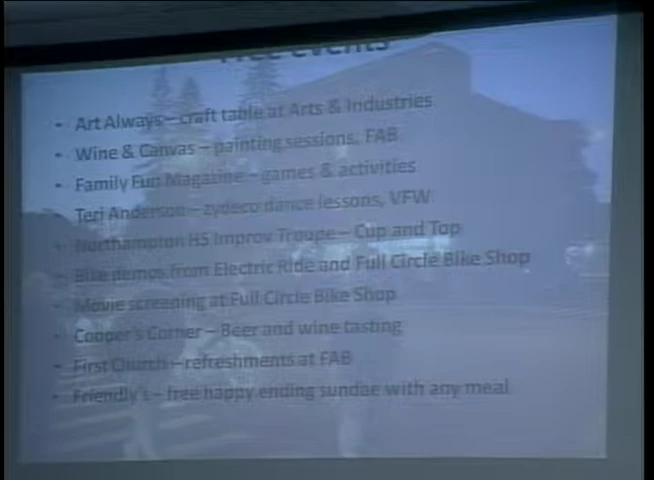 Free events
• Art Always – craft table at Arts & Industries
• Wine & Canvas – painting sessions, FAB
• Family Fun Magazine – games & activities
• Teri Anderson – zydeco dance lessons, VFW
• Northampton HS Improv Troupe – Cup and Top
• Bike demos from Electric Ride and Full Circle Bike Shop
• Movie screening at Full Circle Bike Shop
• Cooper's Corner – Beer and wine tasting
• First Church – refreshments at FAB
• Friendly's – free happy ending sundae with any meal